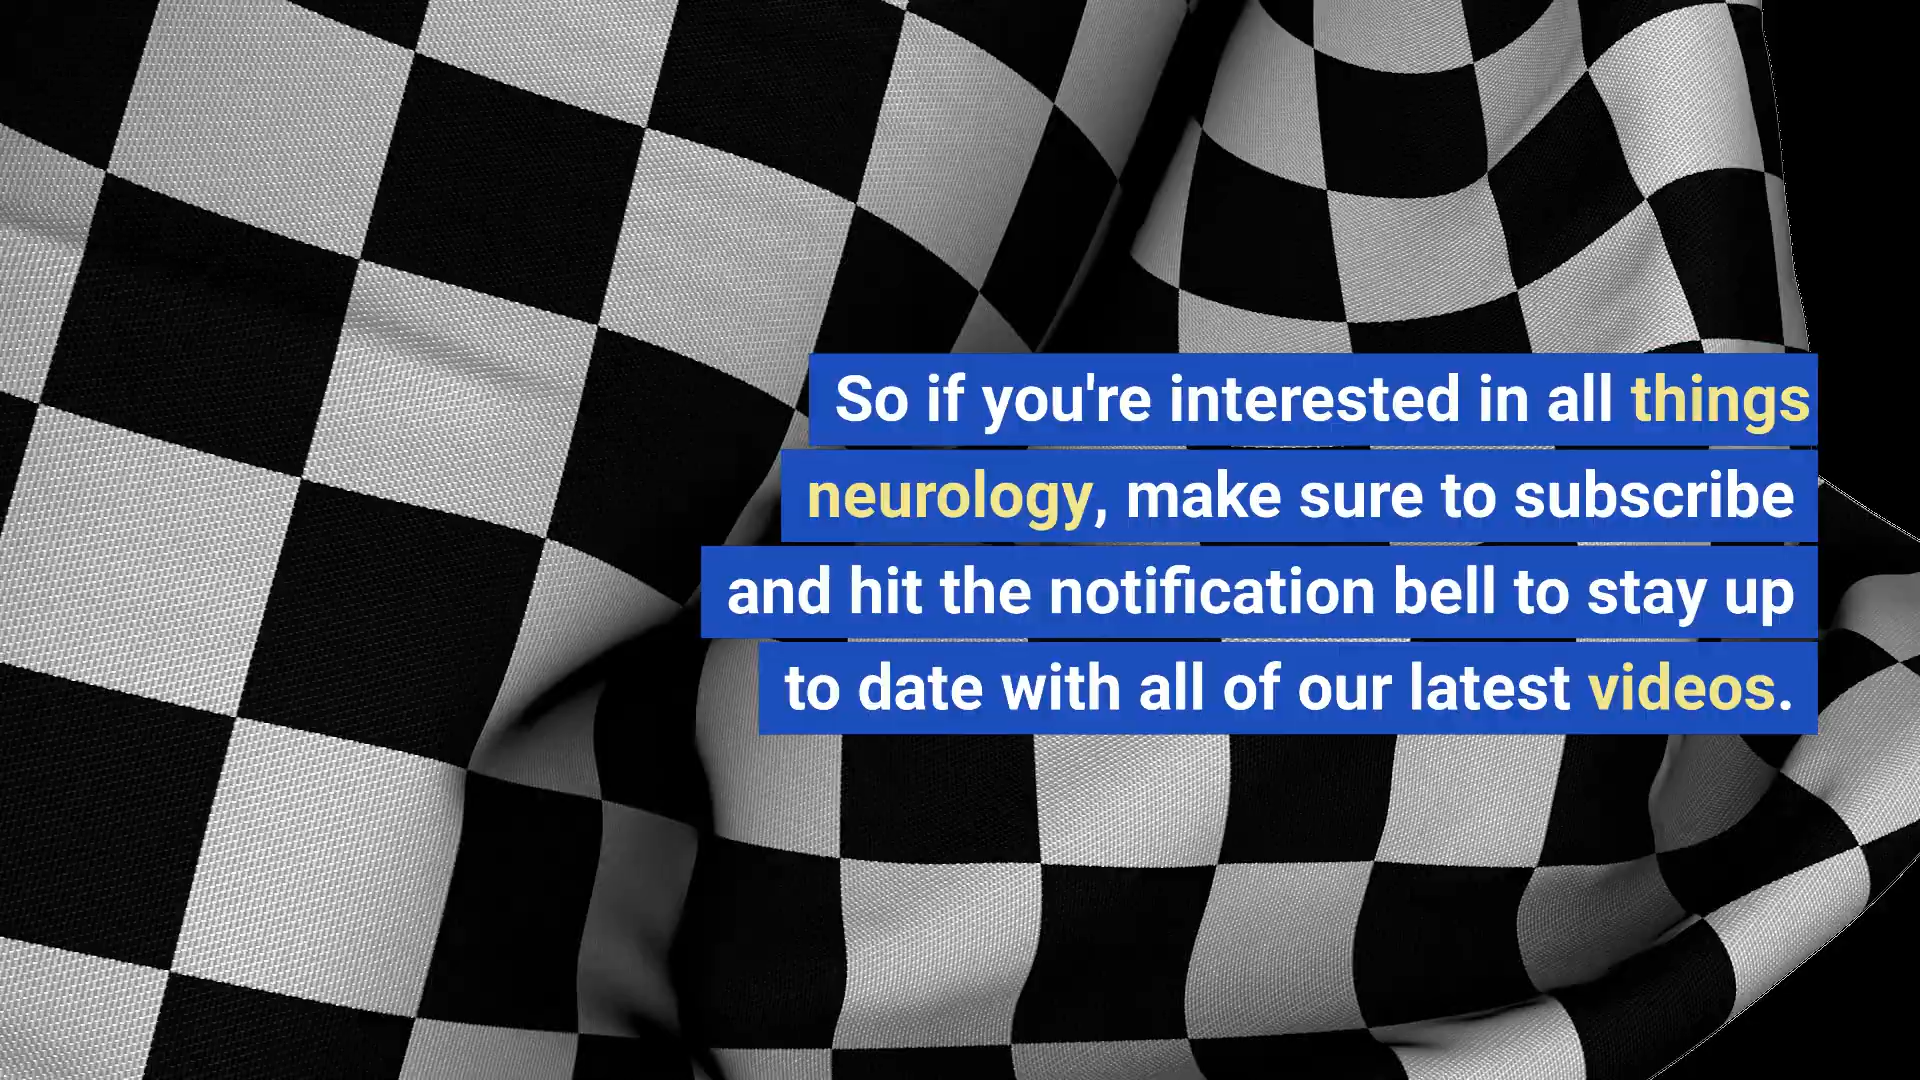 So if you're interested in all things
neurology, make sure to subscribe
and hit the notification bell to stay up
to date with all of our latest videos.